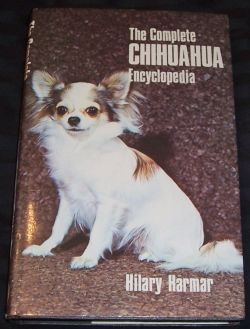 The Complete
CHIHUAHUA
Encyclopedia
Hilary Harmar